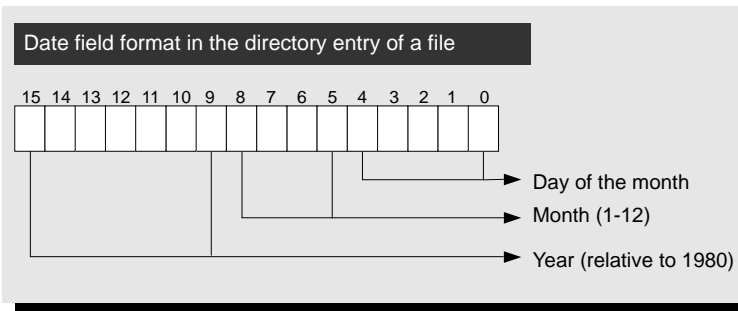 Date field format in the directory entry of a file
15 14 13 12 11 10 9 8 7 6 5 4 3 2 1 0
Day of the month
Month (1-12)
Year (relative to 1980)